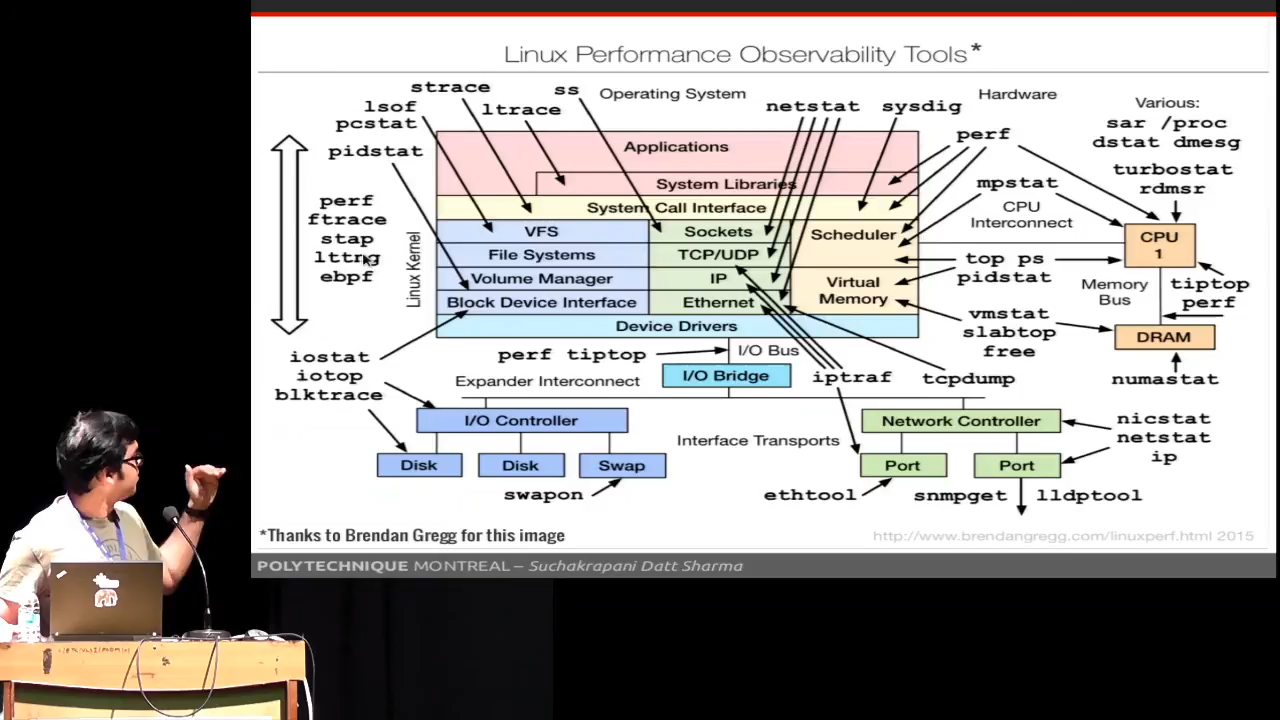 Linux Performance Observability Tools*
strace
ss
Operating System
Hardware
Various:
lsof
ltrace
netstat
sysdig
sar /proc
pcstat
perf
dstat dmesg
pidstat
Applications
turbostat
rdmsr
System Libraries
mpstat
perf
System Call Interface
CPU
Interconnect
ftrace
VFS
Sockets
Scheduler
CPU
1
stap
File Systems
TCP/UDP
top ps
pidstat
lttng
Volume Manager
IP
Virtual
Memory
Memory
Bus
tiptop
perf
ebpf
Linux Kernel
Block Device Interface
Ethernet
vmstat
slabtop
free
Device Drivers
DRAM
iostat
iotop
blktrace
perf tiptop
I/O Bus
I/O Bridge
iptraf
tcpdump
numastat
Expander Interconnect
I/O Controller
Interface Transports
Network Controller
nicstat
netstat
ip
Disk
Disk
Swap
Port
Port
swapon
ethtool
snmpget
lldptool
*Thanks to Brendan Gregg for this image
http://www.brendangregg.com/linuxperf.html 2015
POLYTECHNIQUE MONTREAL – Suchakrapani Datt Sharma